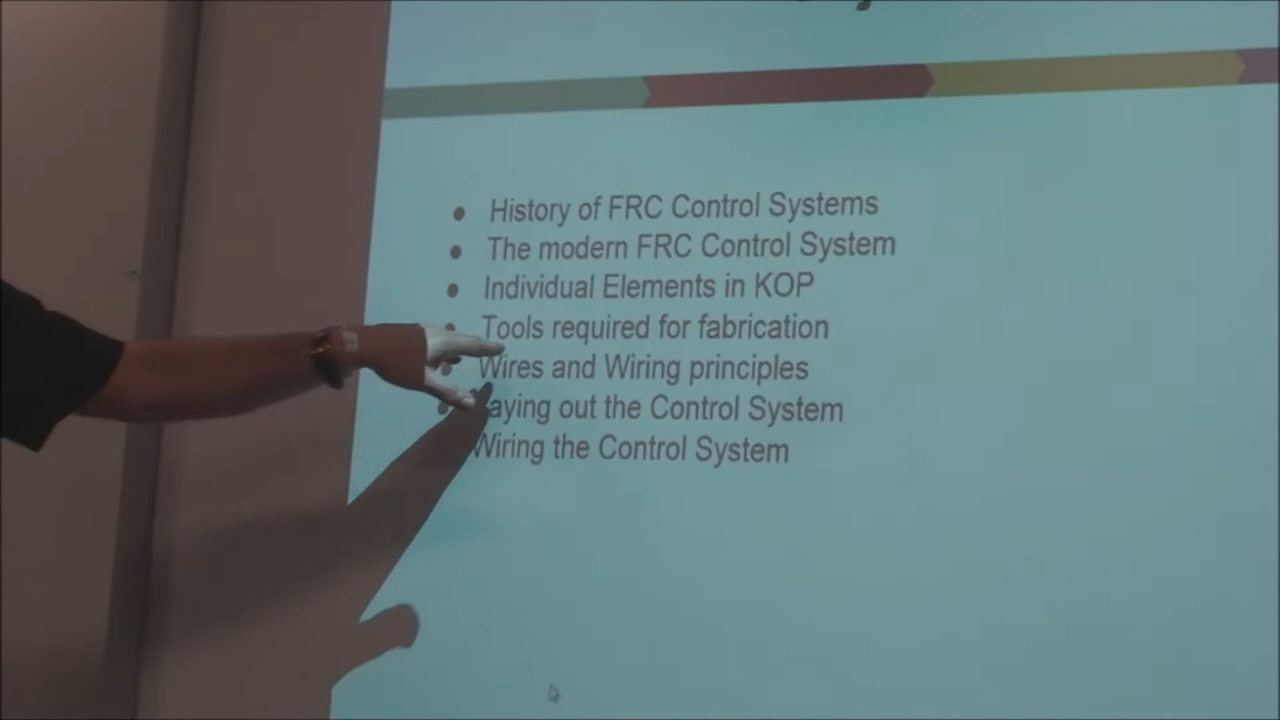 • History of FRC Control Systems
• The modern FRC Control System
• Individual Elements in KOP
• Tools required for fabrication
• Wires and Wiring principles
• aying out the Control System
Wiring the Control System